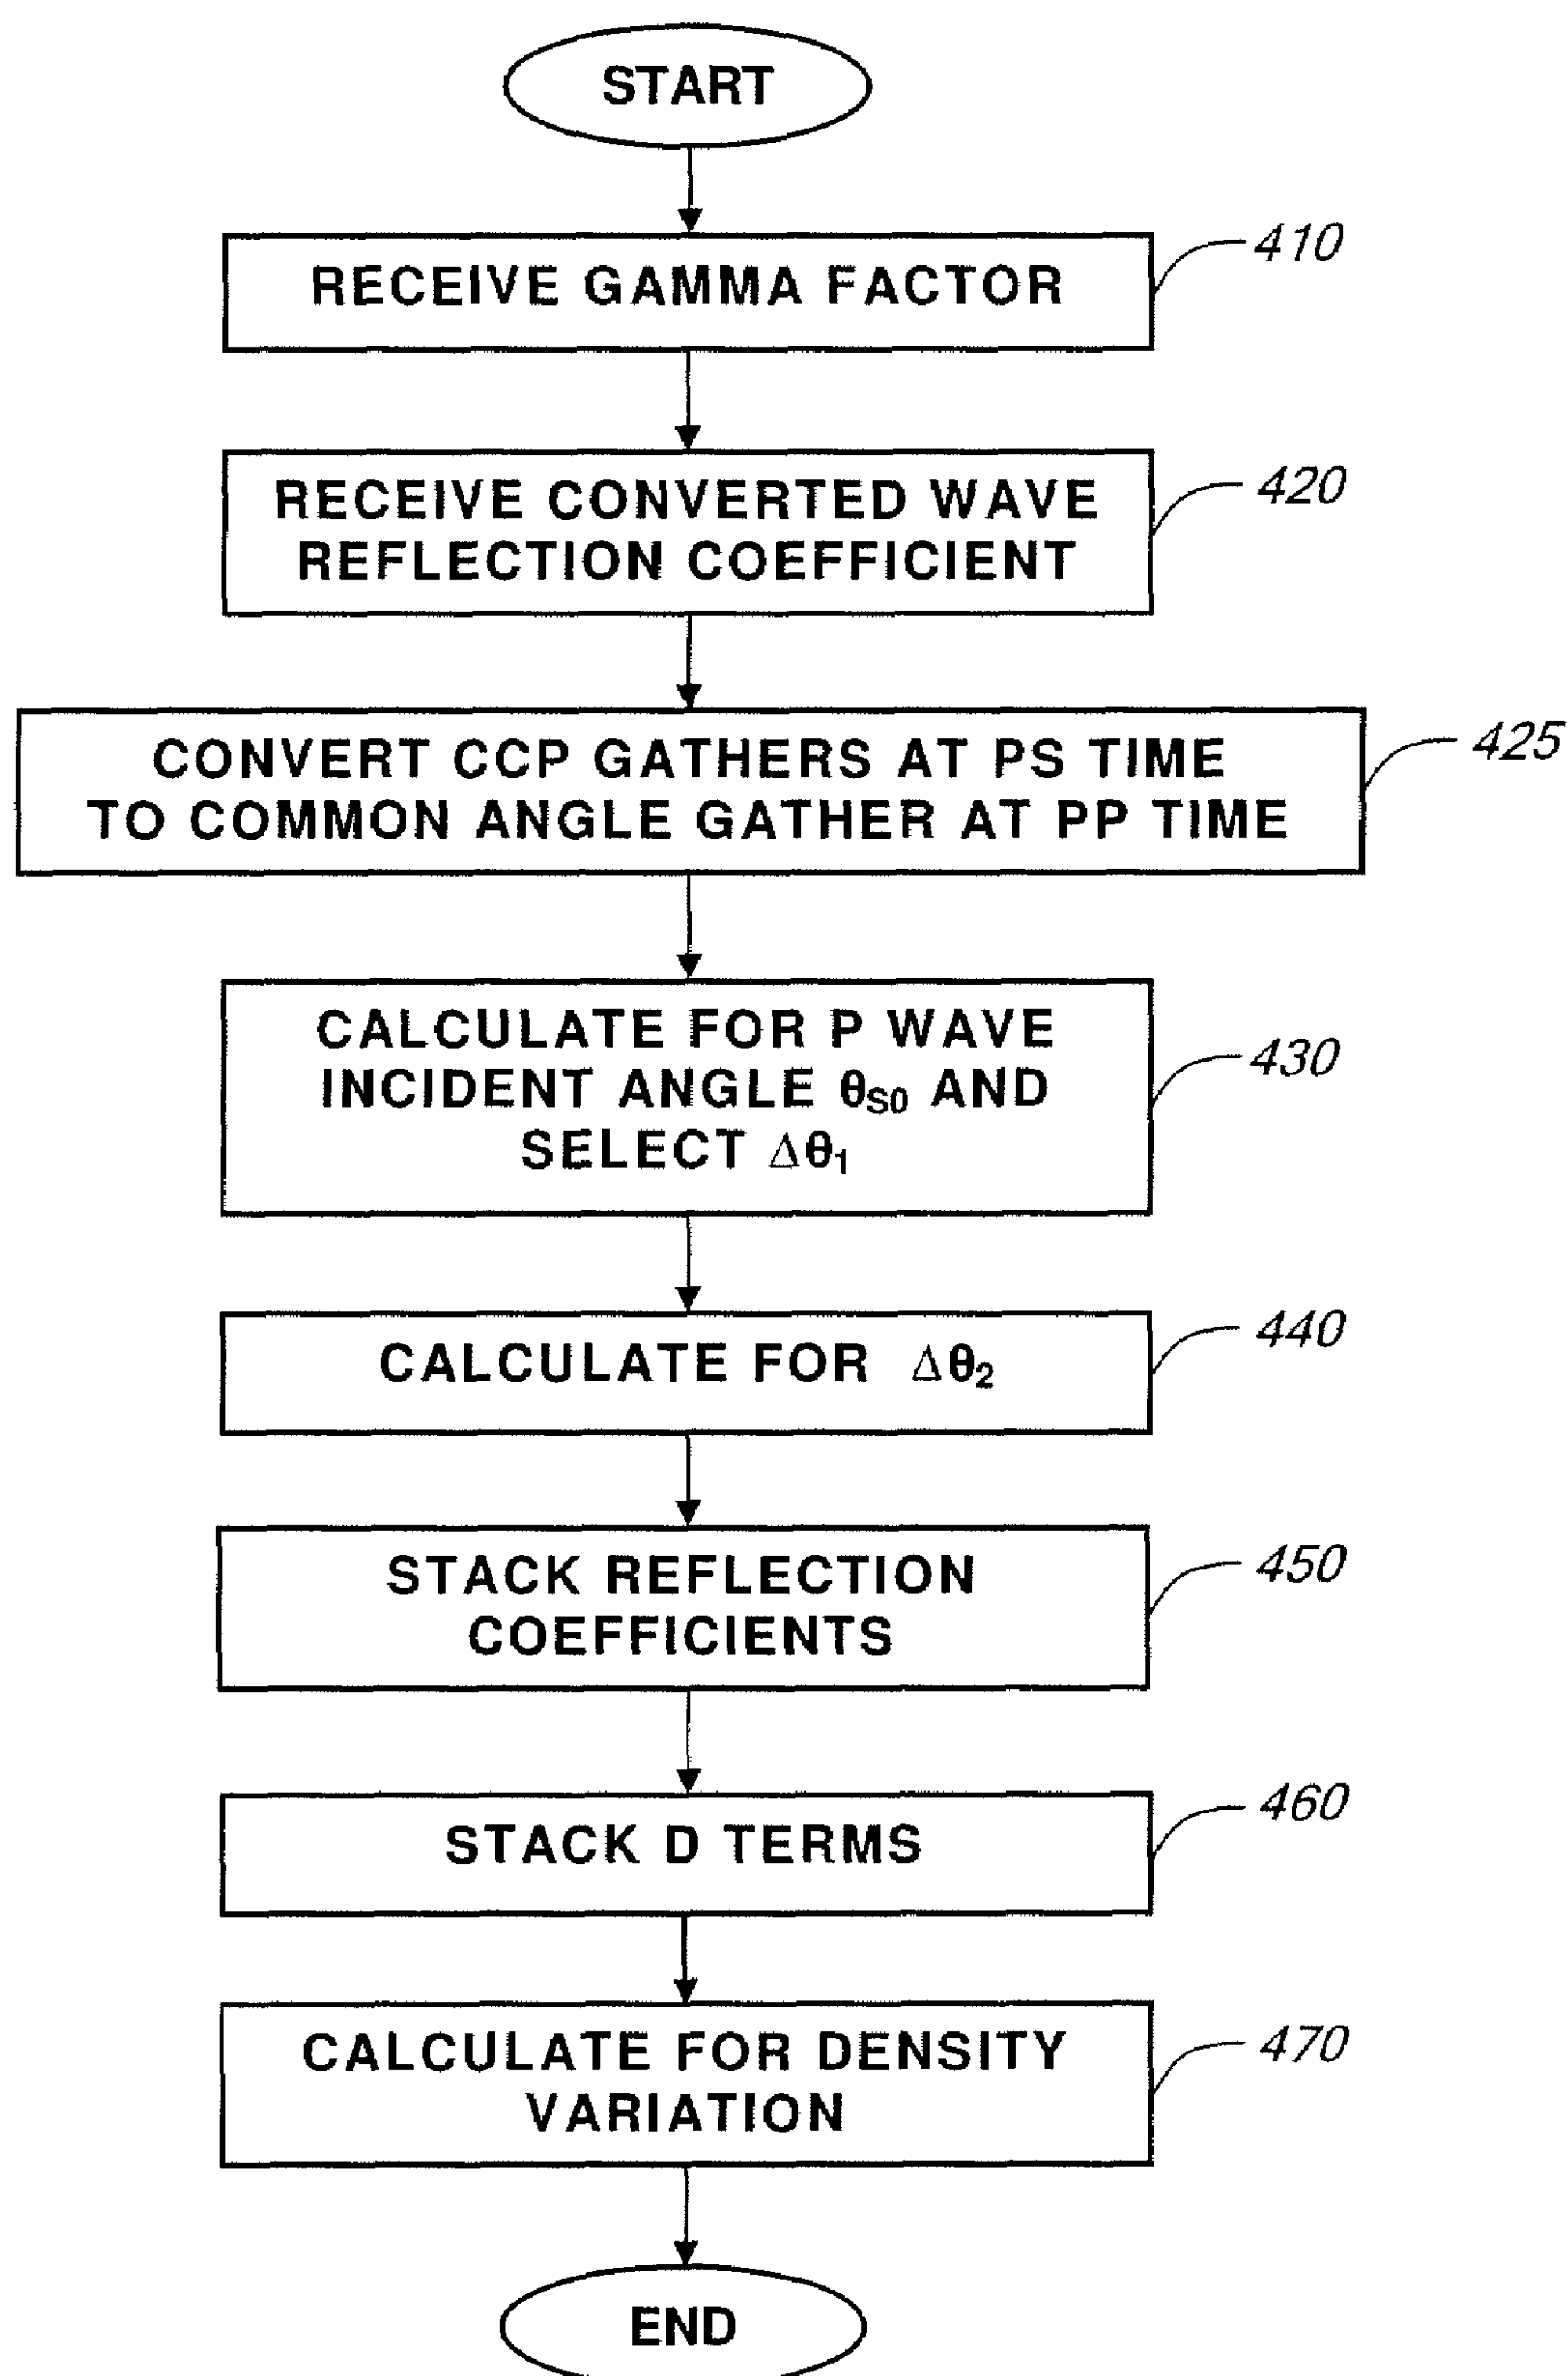 START
RECEIVE GAMMA FACTOR
410
RECEIVE CONVERTED WAVE
REFLECTION COEFFICIENT
420
CONVERT CCP GATHERS AT PS TIME
TO COMMON ANGLE GATHER AT PP TIME
425
CALCULATE FOR P WAVE
INCIDENT ANGLE θS0 AND
SELECT Δθ1
430
CALCULATE FOR Δθ2
440
STACK REFLECTION
COEFFICIENTS
450
STACK D TERMS
460
CALCULATE FOR DENSITY
VARIATION
470
END